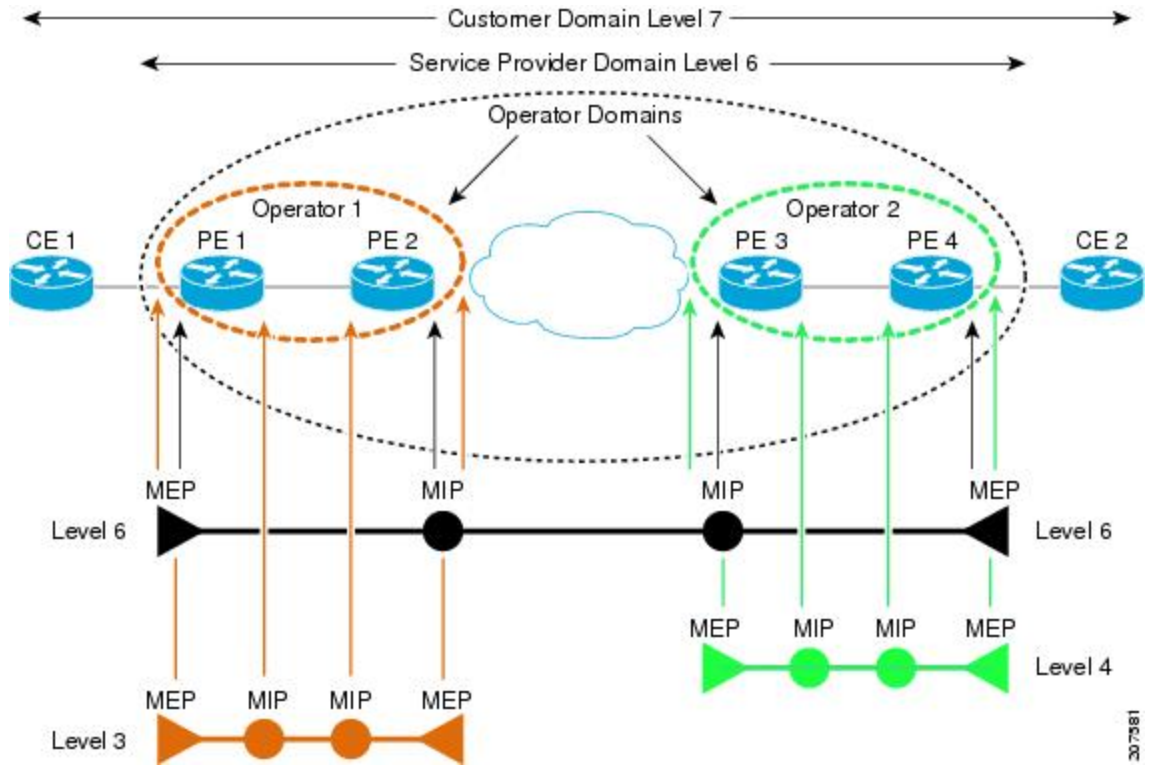 Customer Domain Level 7
Service Provider Domain Level 6
Operator Domains
Operator 1
Operator 2
CE 1
PE 1
PE 2
PE 3
PE 4
CE 2
MEP
MIP
MIP
MEP
Level 6
Level 6
MEP
MIP
MIP
MEP
Level 4
MEP
MIP
MIP
MEP
Level 3
207581